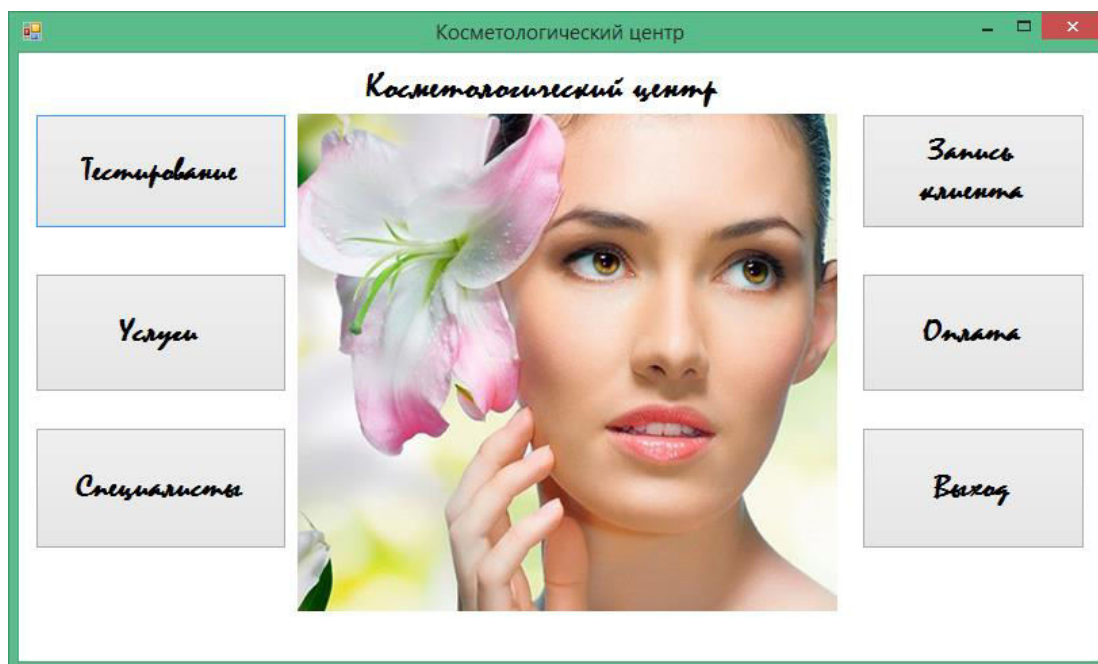 Косметологический центр
Косметологический центр
Тестирование
Запись
клиента
Услуги
Оплата
Специалисты
Выход